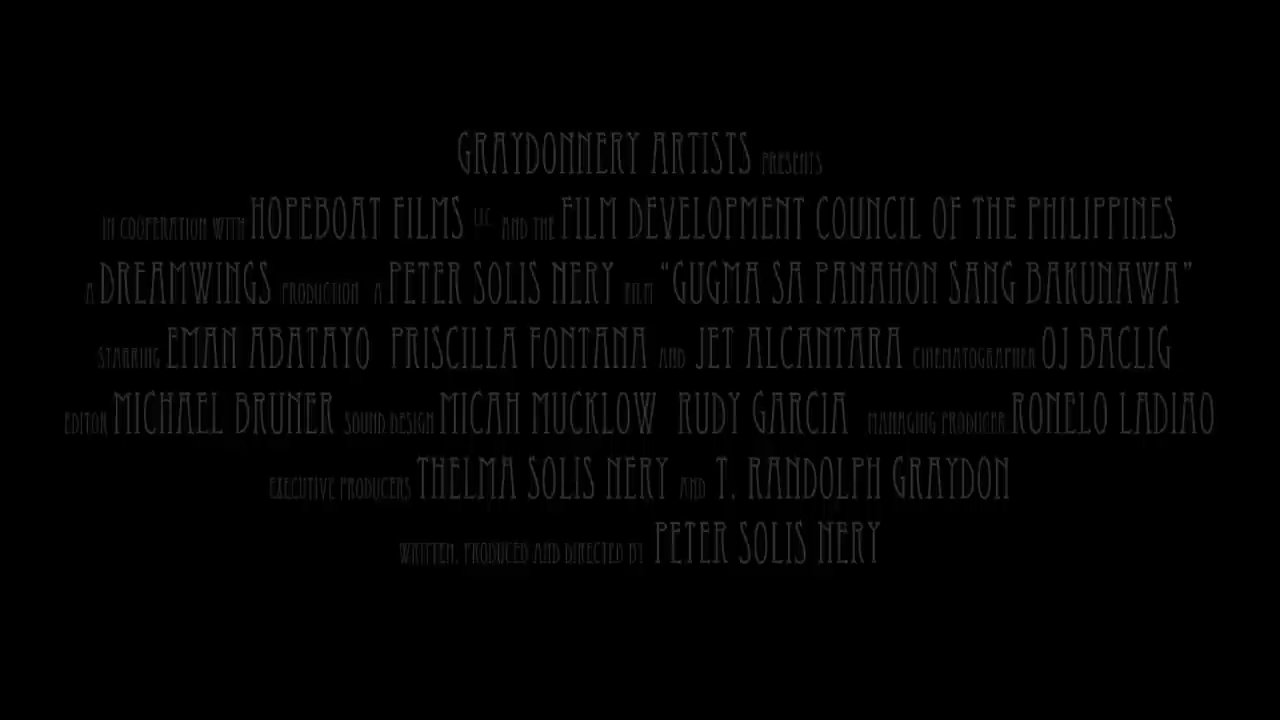 GRAYDONNERY ARTISTS PRESENTS
IN COOPERATION WITH HOPEBOAT FILMS LLC AND THE FILM DEVELOPMENT COUNCIL OF THE PHILIPPINES
A DREAMWINGS PRODUCTION A PETER SOLIS NERY FILM “GUGMA SA PANAHON SANG BAKUNAWA”
STARRING EMAN ABATAYO PRISCILLA FONTANA AND JET ALCANTARA CINEMATOGRAPHER OJ BACLIG
EDITOR MICHAEL BRUNER SOUND DESIGN MICAH MUCKLOW RUDY GARCIA MANAGING PRODUCER RONELO LADIAO
EXECUTIVE PRODUCERS THELMA SOLIS NERY AND T. RANDOLPH GRAYDON
WRITTEN, PRODUCED AND DIRECTED BY PETER SOLIS NERY